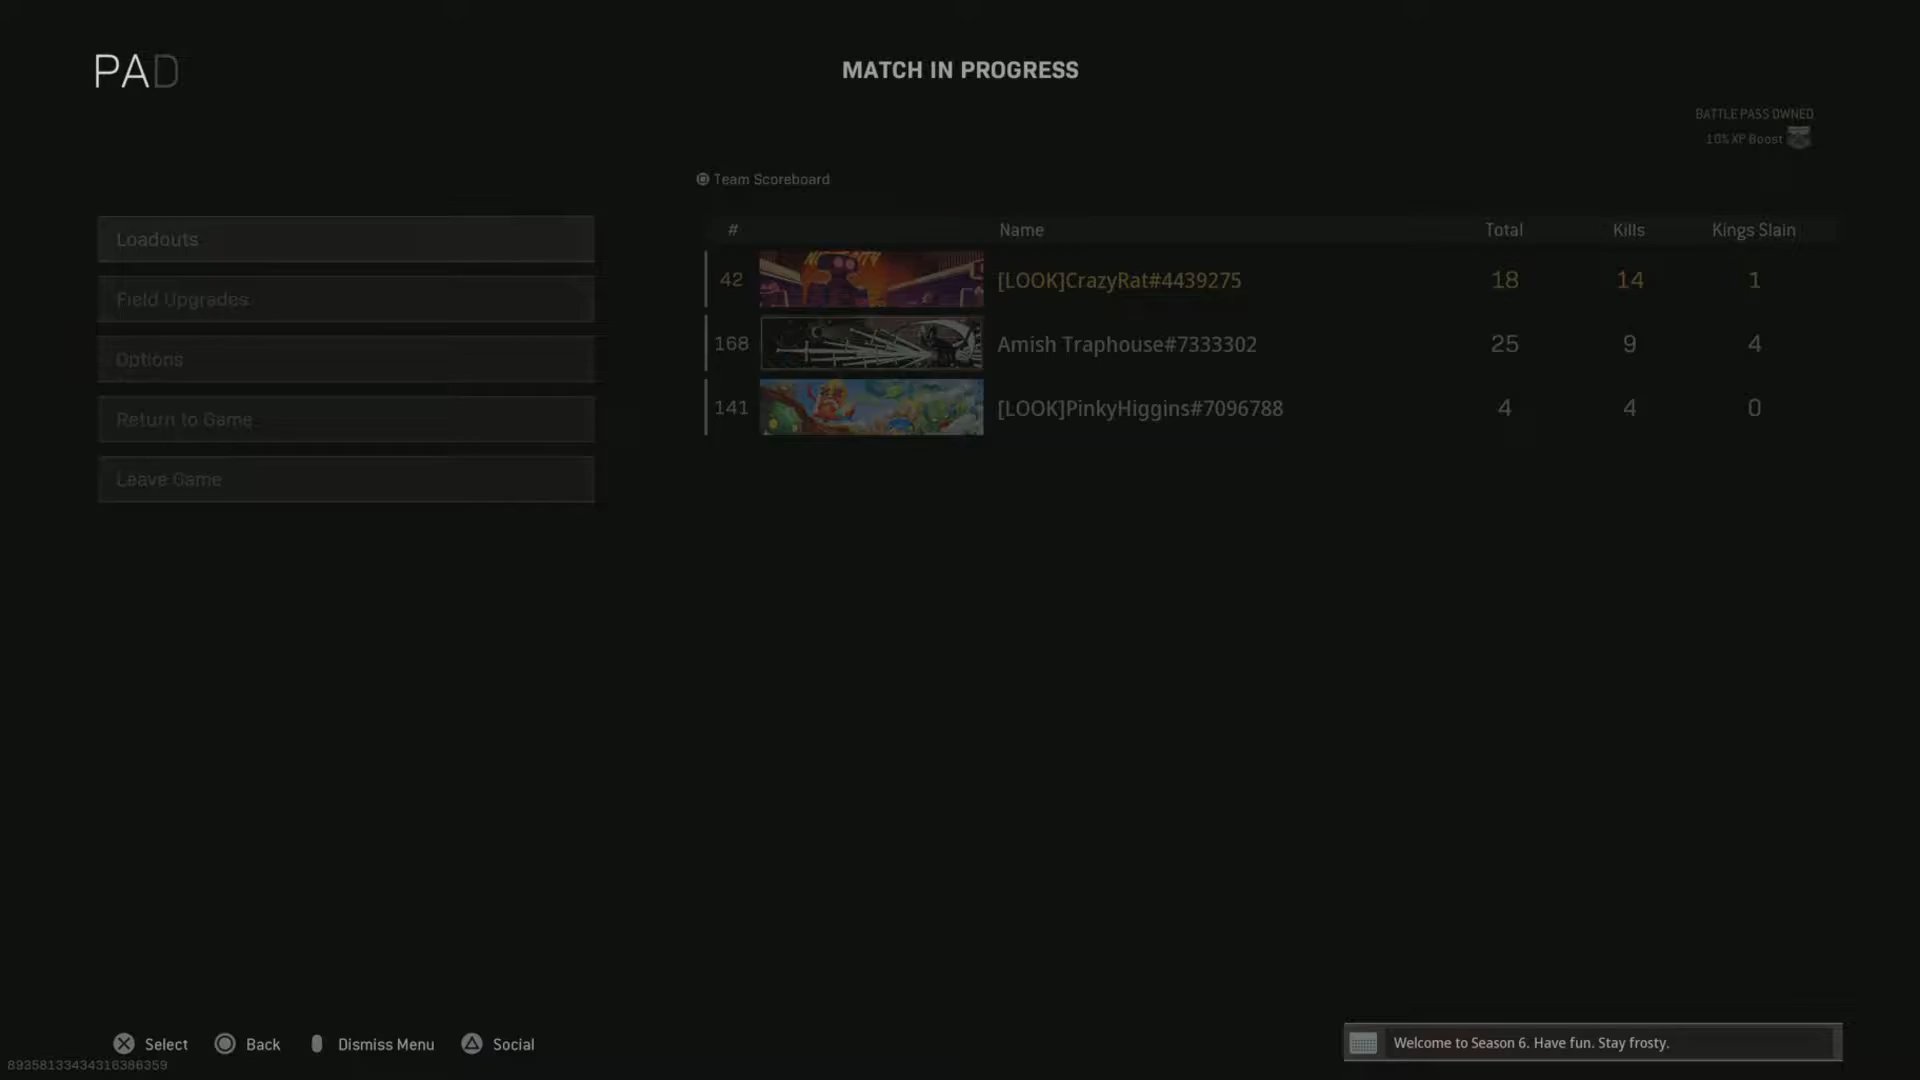 PAD
MATCH IN PROGRESS
BATTLE PASS OWNED
10% XP Boost
Team Scoreboard
Loadouts
Field Upgrades
Options
Return to Game
Leave Game
# Name Total Kills Kings Slain
42 [LOOK]CrazyRat#4439275 18 14 1
168 Amish Traphouse#7333302 25 9 4
141 [LOOK]PinkyHiggins#7096788 4 4 0
Select Back Dismiss Menu Social
Welcome to Season 6. Have fun. Stay frosty.
89358133434316386359